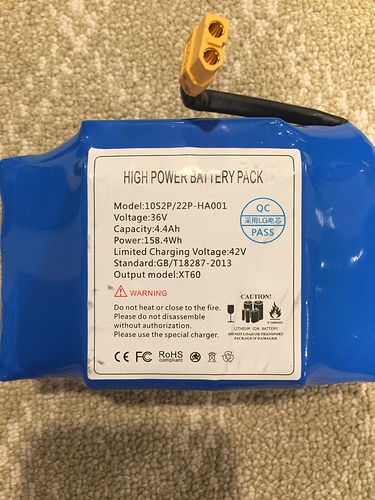 HIGH POWER BATTERY PACK
Model:10S2P/22P-HA001
Voltage:36V
Capacity:4.4Ah
Power:158.4Wh
Limited Charging Voltage:42V
Standard:GB/T18287-2013
Output model:XT60
QC
采用LG电芯
PASS
WARNING
Do not heat or close to the fire.
Please do not disassemble
without authorization.
Please use the special charger.
CAUTION!
LITHIUM ION BATTERY
DO NOT LOAD OR TRANSPORT
PACKAGE IF DAMAGED
CE FC RoHS
compliant